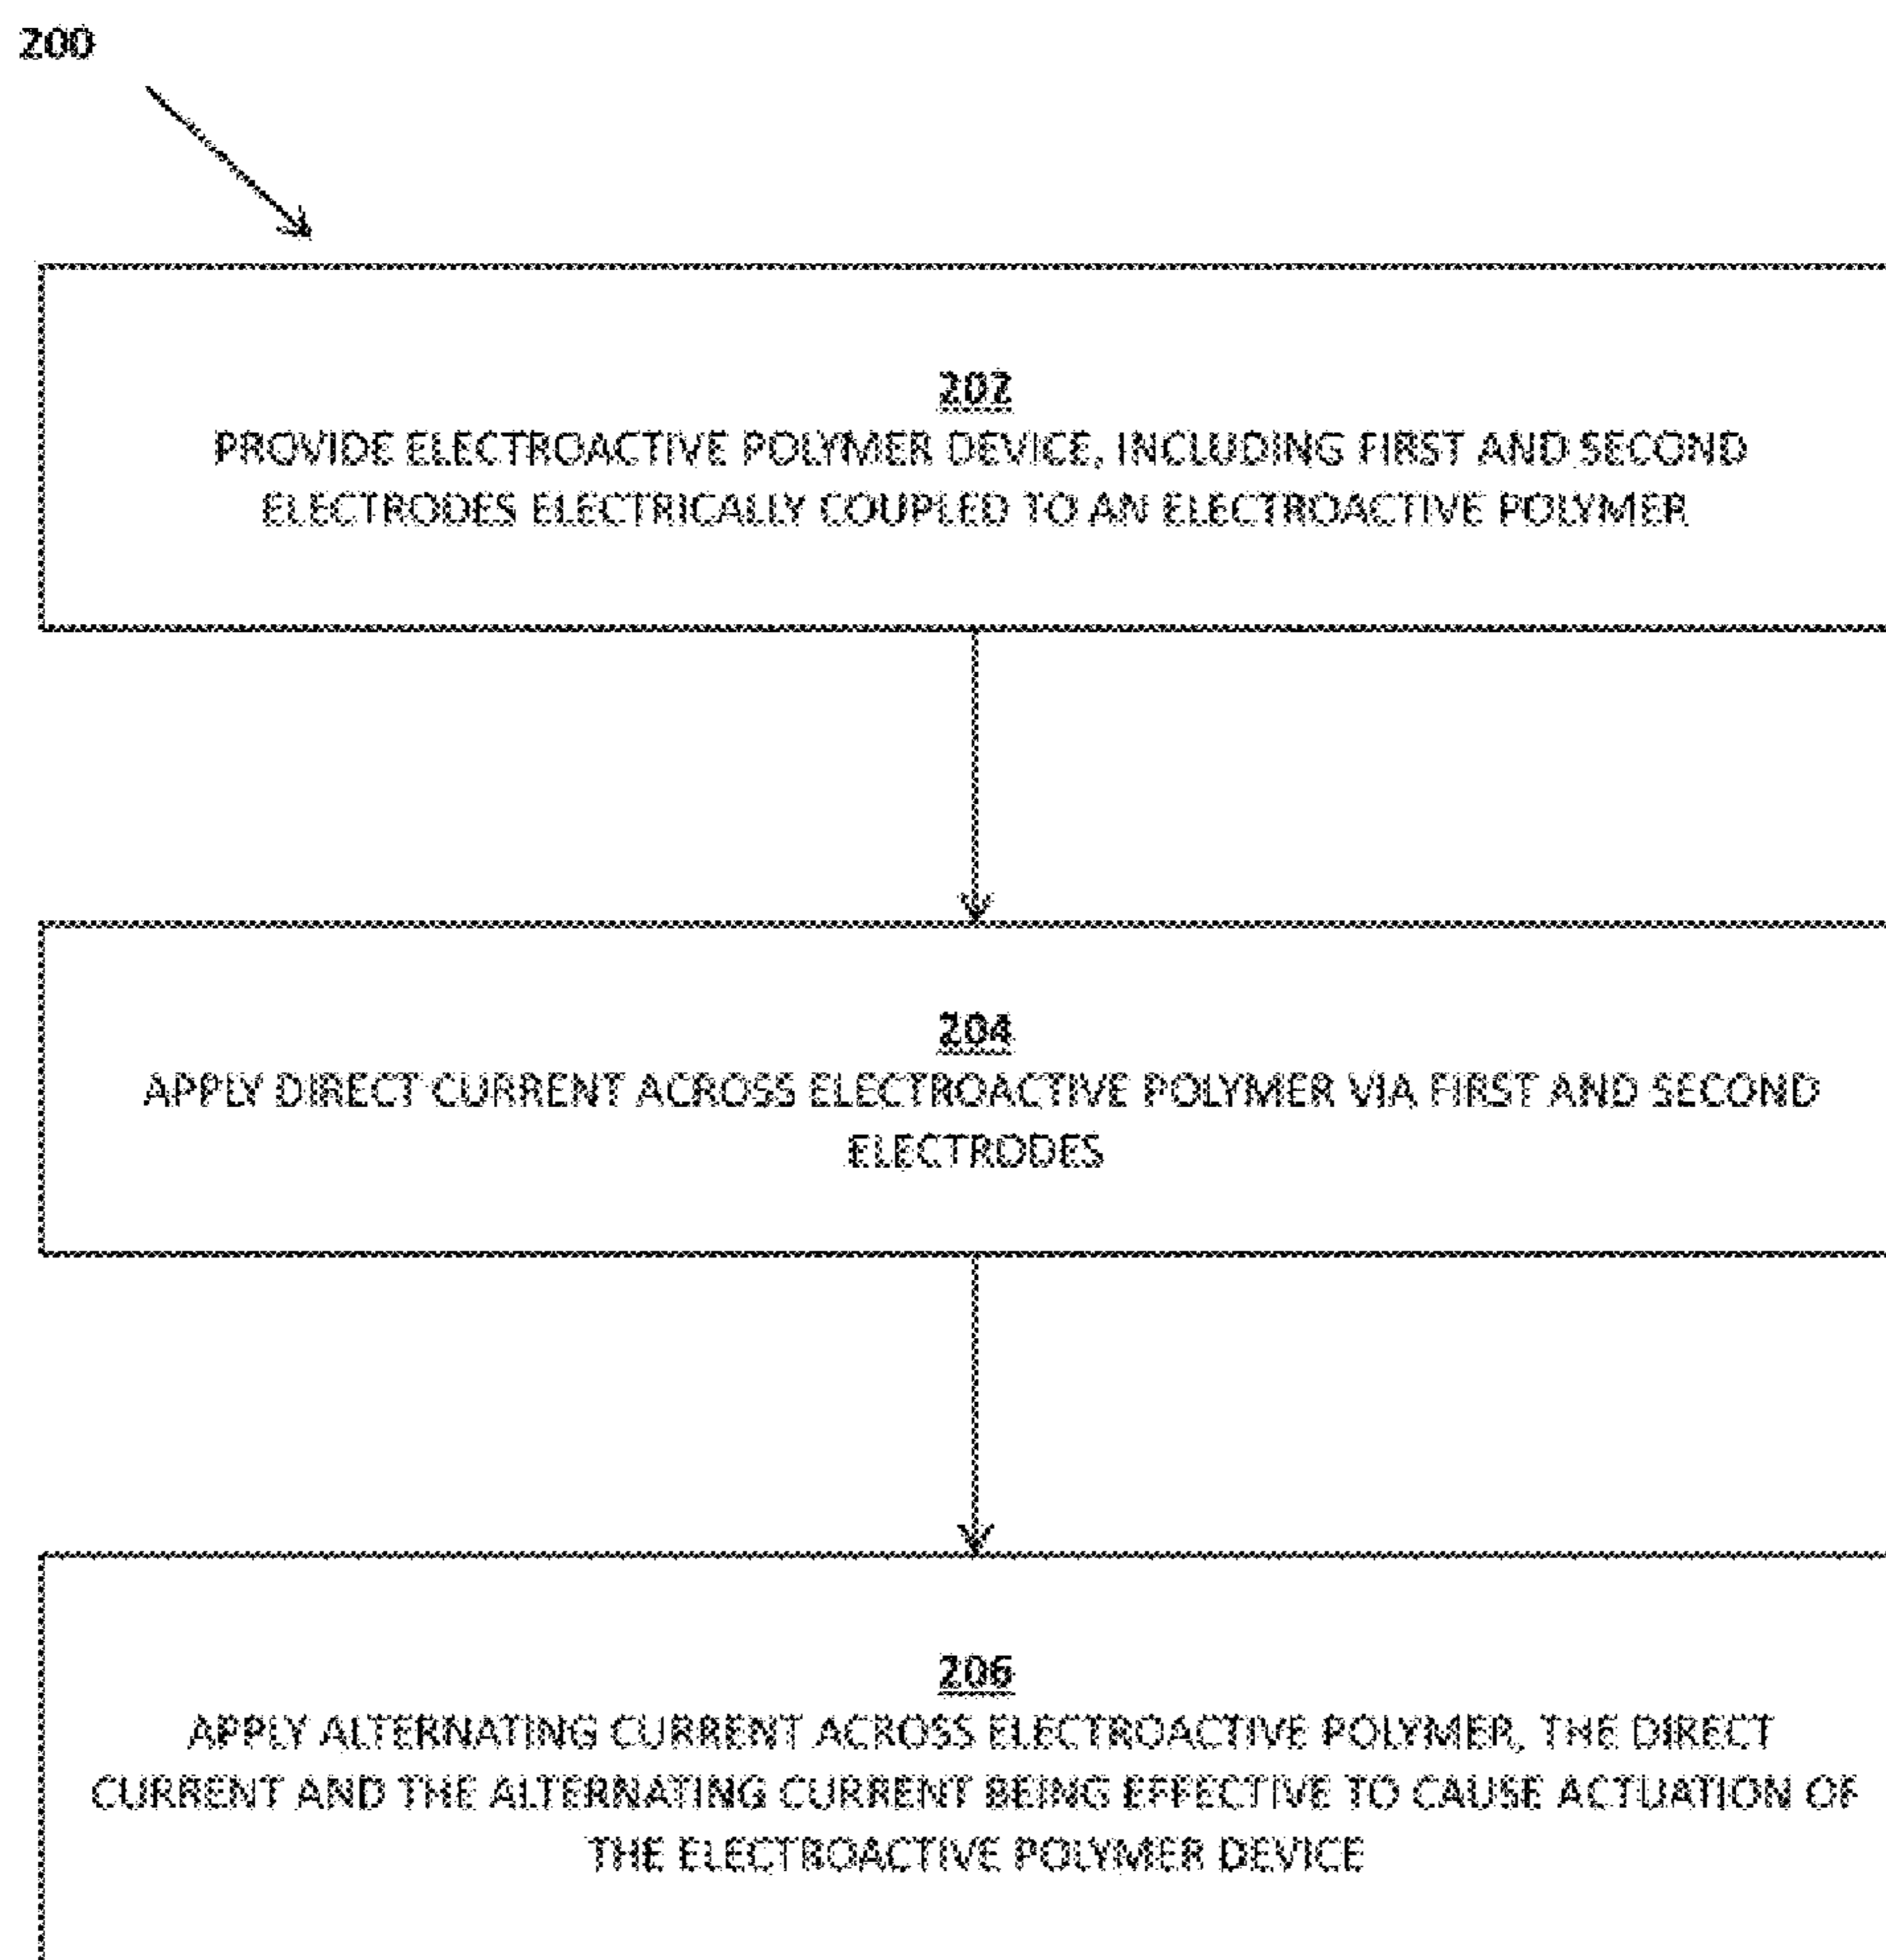 200
202
PROVIDE ELECTROACTIVE POLYMER DEVICE, INCLUDING FIRST AND SECOND
ELECTRODES ELECTRICALLY COUPLED TO AN ELECTROACTIVE POLYMER
204
APPLY DIRECT CURRENT ACROSS ELECTROACTIVE POLYMER VIA FIRST AND SECOND
ELECTRODES
206
APPLY ALTERNATING CURRENT ACROSS ELECTROACTIVE POLYMER, THE DIRECT
CURRENT AND THE ALTERNATING CURRENT BEING EFFECTIVE TO CAUSE ACTUATION OF
THE ELECTROACTIVE POLYMER DEVICE